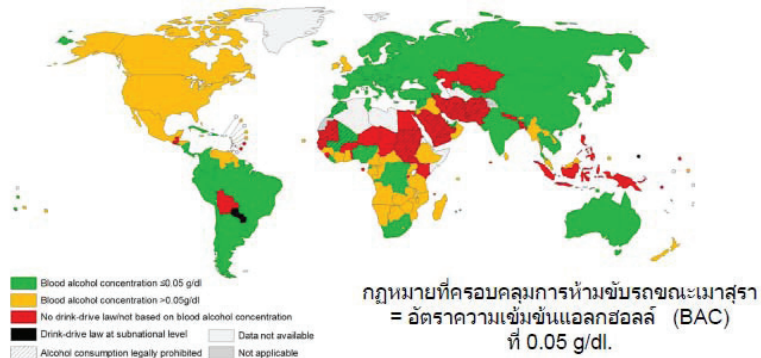 Blood alcohol concentration ≤0.05 g/dl
Blood alcohol concentration >0.05g/dl
No drink-drive law/not based on blood alcohol concentration
Drink-drive law at subnational level
Data not available
Alcohol consumption legally prohibited
Not applicable
กฎหมายที่ครอบคลุมการห้ามขับรถขณะเมาสุรา
= อัตราความเข้มข้นแอลกฮอลล์ (BAC)
ที่ 0.05 g/dl.